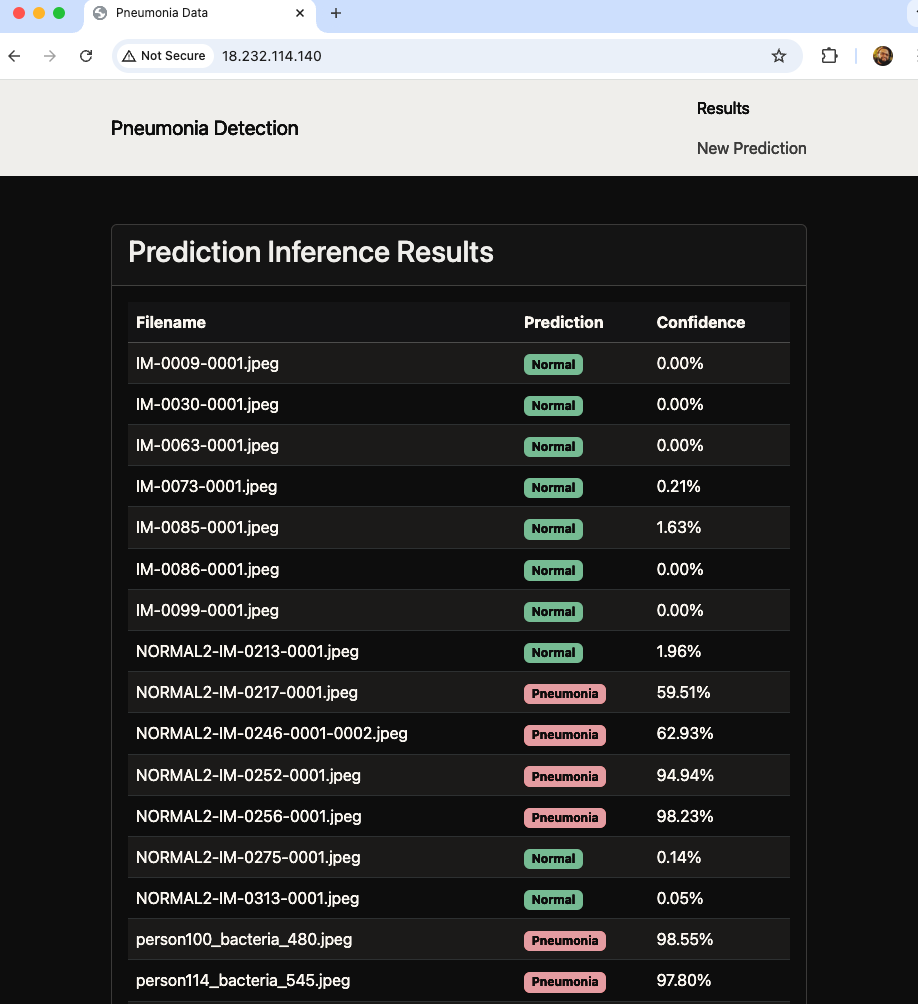 Pneumonia Data
Not Secure 18.232.114.140
Results
Pneumonia Detection
New Prediction
Prediction Inference Results
Filename Prediction Confidence
IM-0009-0001.jpeg Normal 0.00%
IM-0030-0001.jpeg Normal 0.00%
IM-0063-0001.jpeg Normal 0.00%
IM-0073-0001.jpeg Normal 0.21%
IM-0085-0001.jpeg Normal 1.63%
IM-0086-0001.jpeg Normal 0.00%
IM-0099-0001.jpeg Normal 0.00%
NORMAL2-IM-0213-0001.jpeg Normal 1.96%
NORMAL2-IM-0217-0001.jpeg Pneumonia 59.51%
NORMAL2-IM-0246-0001-0002.jpeg Pneumonia 62.93%
NORMAL2-IM-0252-0001.jpeg Pneumonia 94.94%
NORMAL2-IM-0256-0001.jpeg Pneumonia 98.23%
NORMAL2-IM-0275-0001.jpeg Normal 0.14%
NORMAL2-IM-0313-0001.jpeg Normal 0.05%
person100_bacteria_480.jpeg Pneumonia 98.55%
person114_bacteria_545.jpeg Pneumonia 97.80%